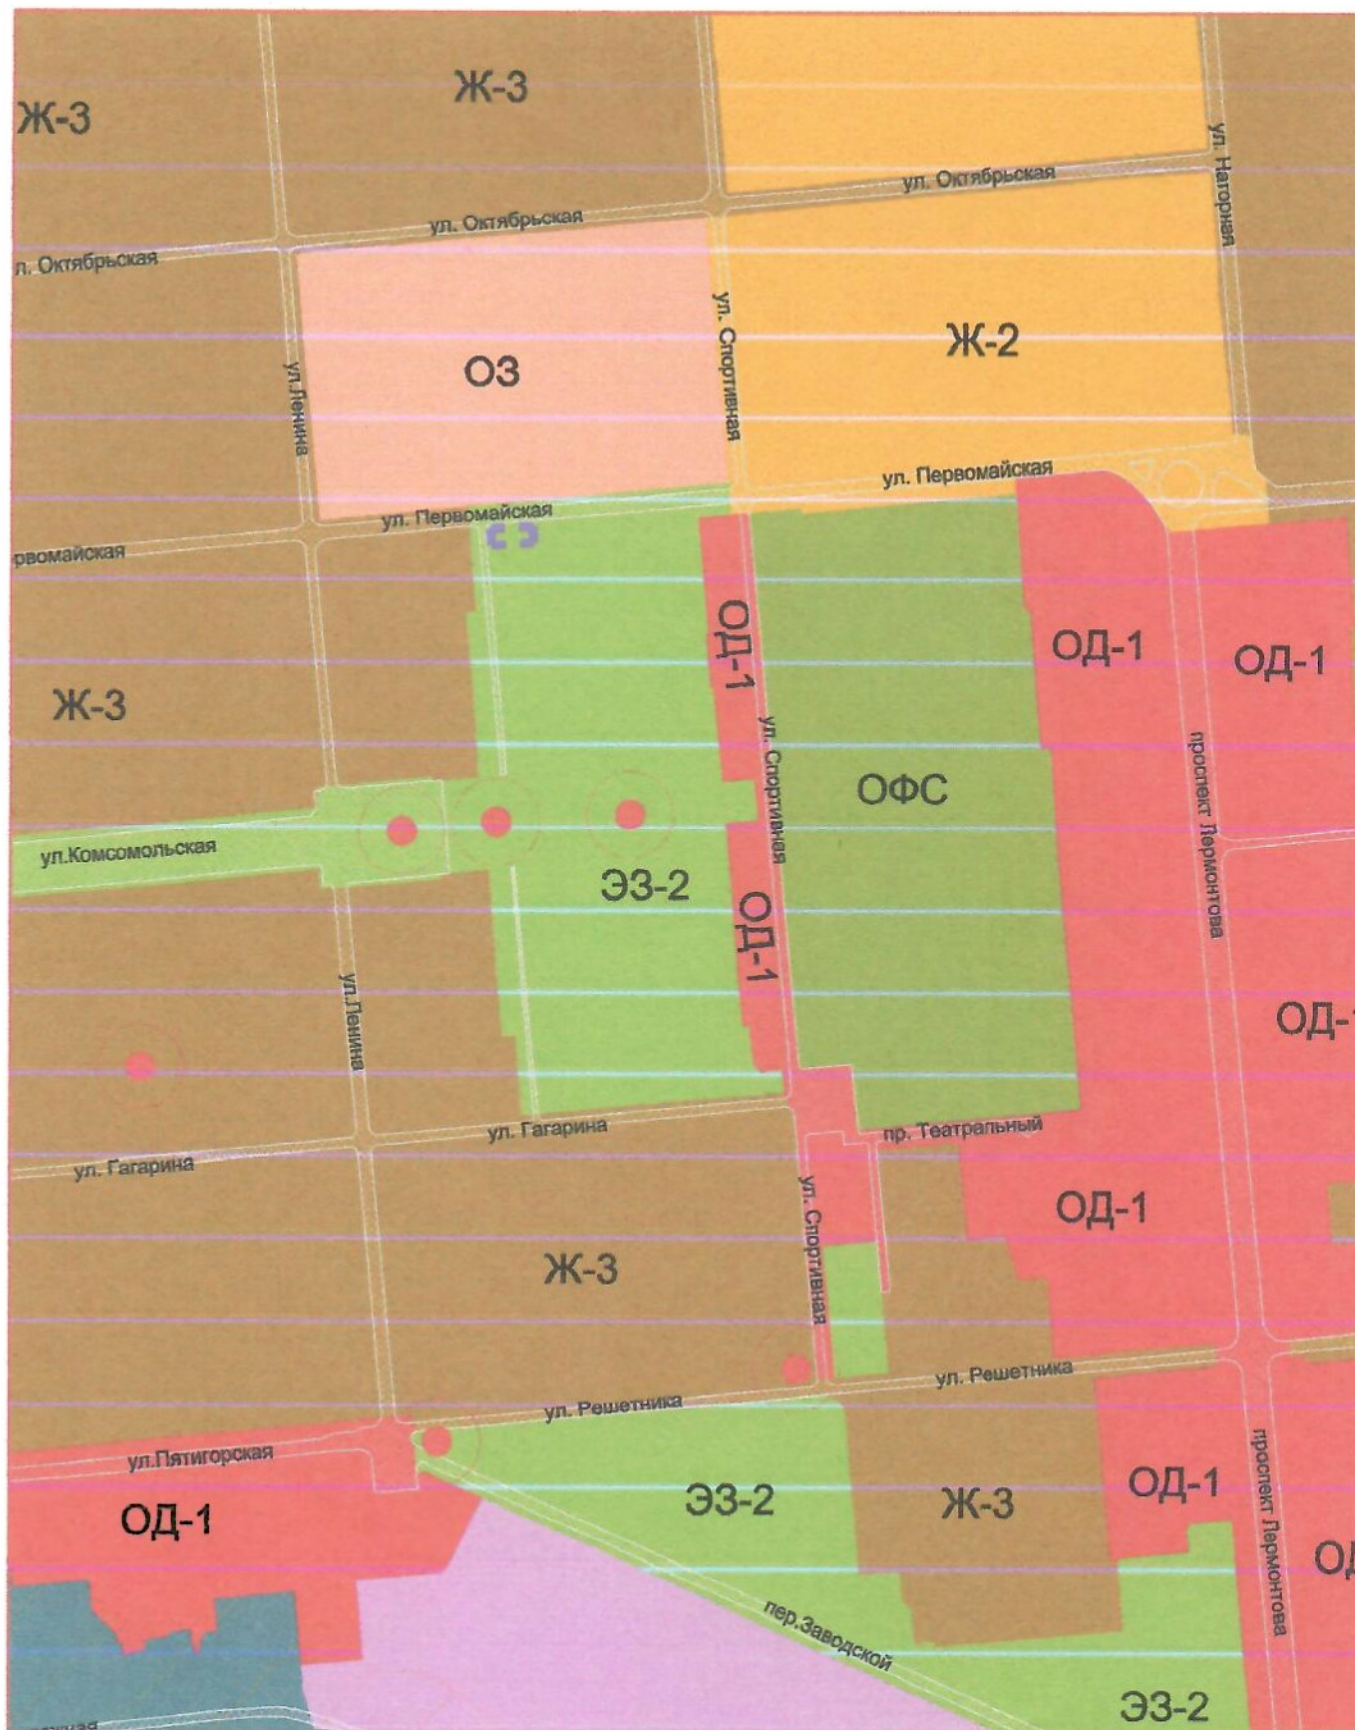 Ж-3
Ж-3
ул. Нагорная
ул. Октябрьская
ул. Октябрьская
л. Октябрьская
ул. Спортивная
Ж-2
ОЗ
ул.Ленина
ул. Первомайская
ул. Первомайская
рвомайская
ОД-1
ОД-1
ОД-1
Ж-3
ул. Спортивная
проспект Лермонтова
ОФС
ул.Комсомольская
ЭЗ-2
ОД-1
ул.Ленина
ОД-1
ул. Гагарина
пр. Театральный
ул. Гагарина
ул. Спортивная
ОД-1
Ж-3
ул. Решетника
ул. Решетника
ул.Пятигорская
проспект Лермонтова
ОД-1
ЭЗ-2
Ж-3
ОД-1
ОД
пер.Заводской
ЭЗ-2